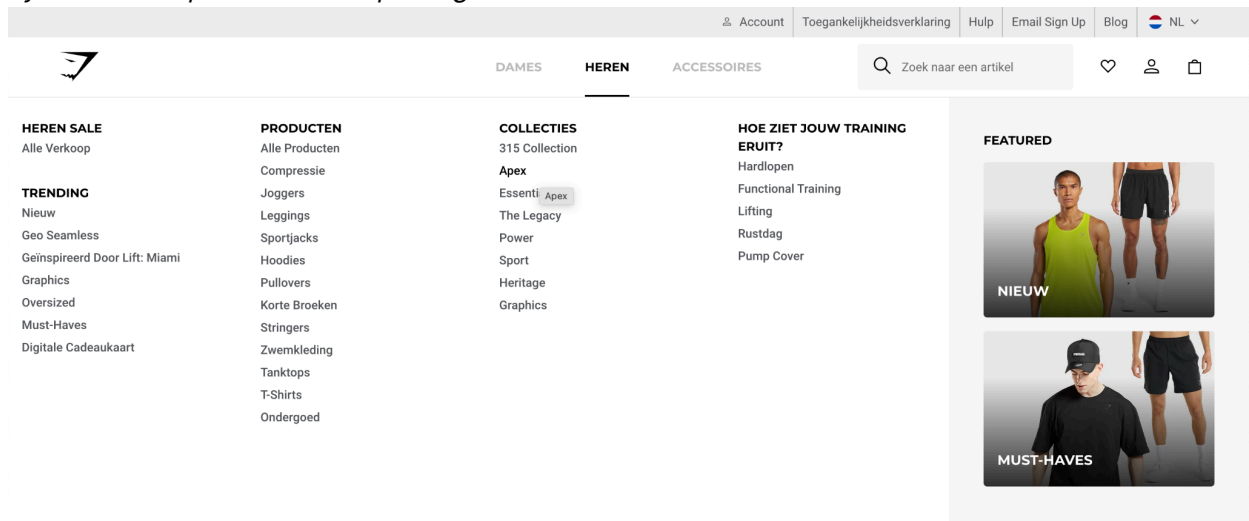 Account Toegankelijkheidsverklaring Hulp Email Sign Up Blog NL
DAMES HEREN ACCESSOIRES Zoek naar een artikel
HEREN SALE
Alle Verkoop
TRENDING
Nieuw
Geo Seamless
Geïnspireerd Door Lift: Miami
Graphics
Oversized
Must-Haves
Digitale Cadeaukaart
PRODUCTEN
Alle Producten
Compressie
Joggers
Leggings
Sportjacks
Hoodies
Pullovers
Korte Broeken
Stringers
Zwemkleding
Tanktops
T-Shirts
Ondergoed
COLLECTIES
315 Collection
Apex
Apex
The Legacy
Power
Sport
Heritage
Graphics
HOE ZIET JOUW TRAINING
ERUIT?
Hardlopen
Functional Training
Lifting
Rustdag
Pump Cover
FEATURED
NIEUW
MUST-HAVES